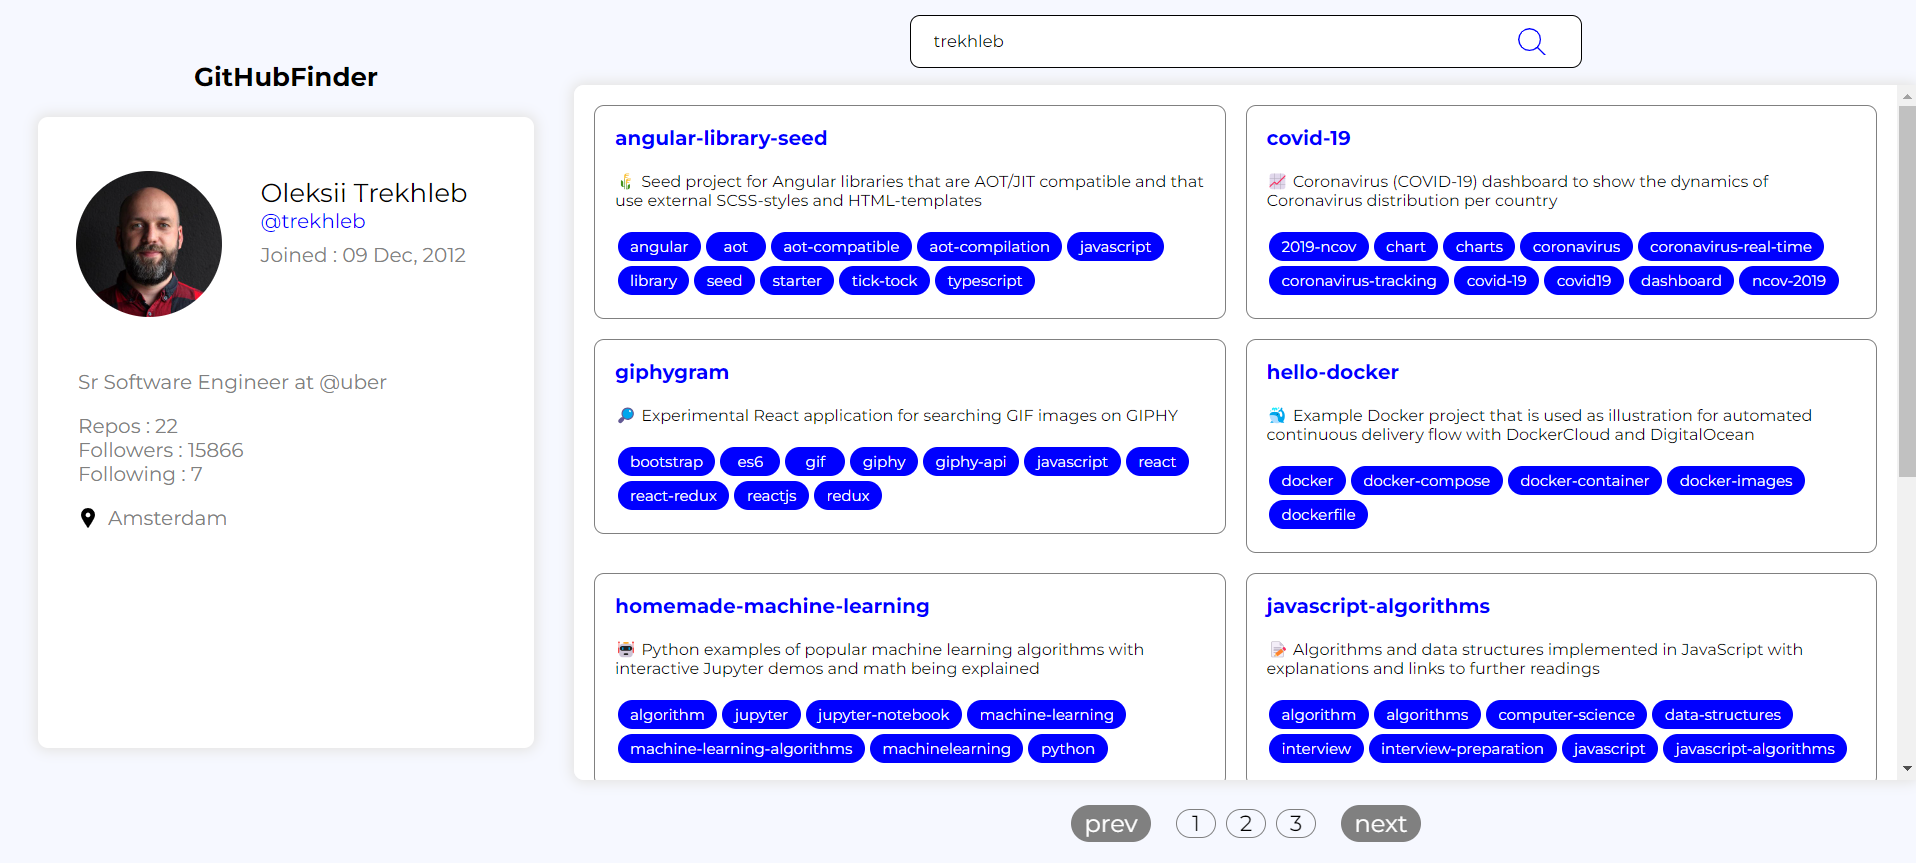 trekhleb
GitHubFinder
Oleksii Trekhleb
@trekhleb
Joined : 09 Dec, 2012
Sr Software Engineer at @uber
Repos : 22
Followers : 15866
Following : 7
Amsterdam
angular-library-seed
Seed project for Angular libraries that are AOT/JIT compatible and that
use external SCSS-styles and HTML-templates
angular aot aot-compatible aot-compilation javascript
library seed starter tick-tock typescript
covid-19
Coronavirus (COVID-19) dashboard to show the dynamics of
Coronavirus distribution per country
2019-ncov chart charts coronavirus coronavirus-real-time
coronavirus-tracking covid-19 covid19 dashboard ncov-2019
giphygram
Experimental React application for searching GIF images on GIPHY
bootstrap es6 gif giphy giphy-api javascript react
react-redux reactjs redux
hello-docker
Example Docker project that is used as illustration for automated
continuous delivery flow with DockerCloud and DigitalOcean
docker docker-compose docker-container docker-images
dockerfile
homemade-machine-learning
Python examples of popular machine learning algorithms with
interactive Jupyter demos and math being explained
algorithm jupyter jupyter-notebook machine-learning
machine-learning-algorithms machinelearning python
javascript-algorithms
Algorithms and data structures implemented in JavaScript with
explanations and links to further readings
algorithm algorithms computer-science data-structures
interview interview-preparation javascript javascript-algorithms
prev 1 2 3 next